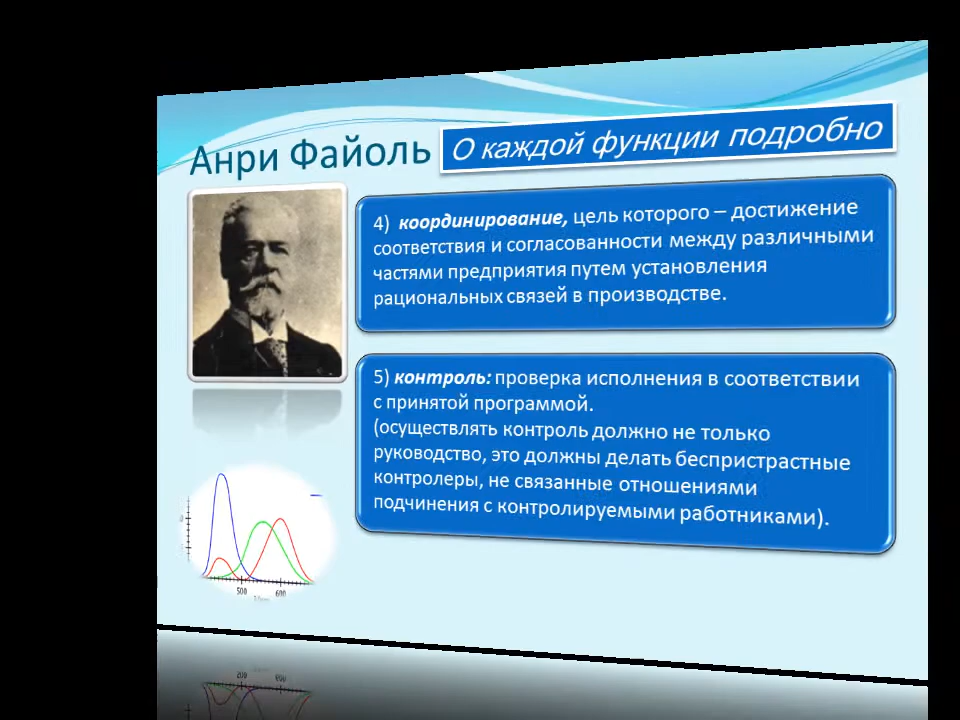 Анри Файоль
О каждой функции подробно
4) координирование, цель которого – достижение
соответствия и согласованности между различными
частями предприятия путем установления
рациональных связей в производстве.
5) контроль: проверка исполнения в соответствии
с принятой программой.
(осуществлять контроль должно не только
руководство, это должны делать беспристрастные
контролеры, не связанные отношениями
подчинения с контролируемыми работниками).
500 600